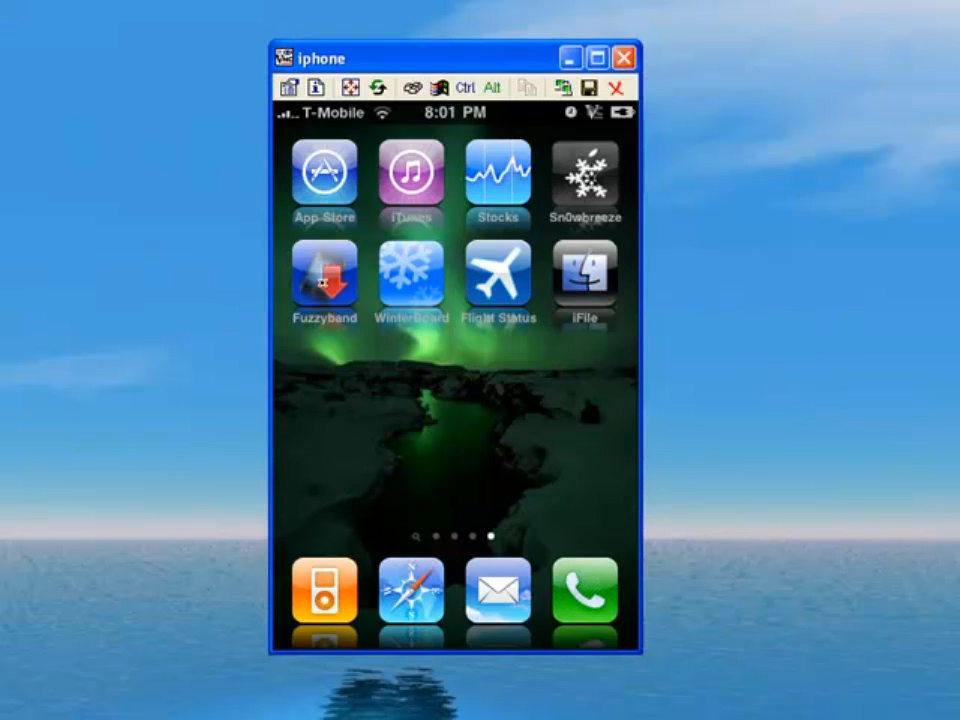 iphone
Ctrl Alt
T-Mobile 8:01 PM
App Store iTunes Stocks Sn0wbreeze
Fuzzyband WinterBoard Flight Status iFile
N